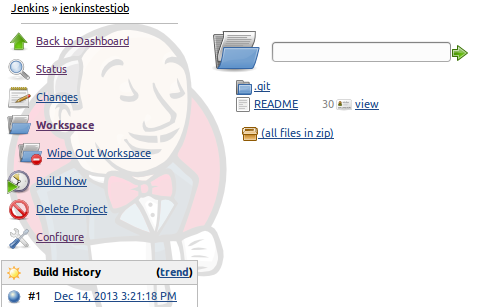 Jenkins » jenkinstestjob
Back to Dashboard
Status
Changes
Workspace
Wipe Out Workspace
Build Now
Delete Project
Configure
Build History (trend)
#1 Dec 14, 2013 3:21:18 PM
.git
README 30 view
(all files in zip)